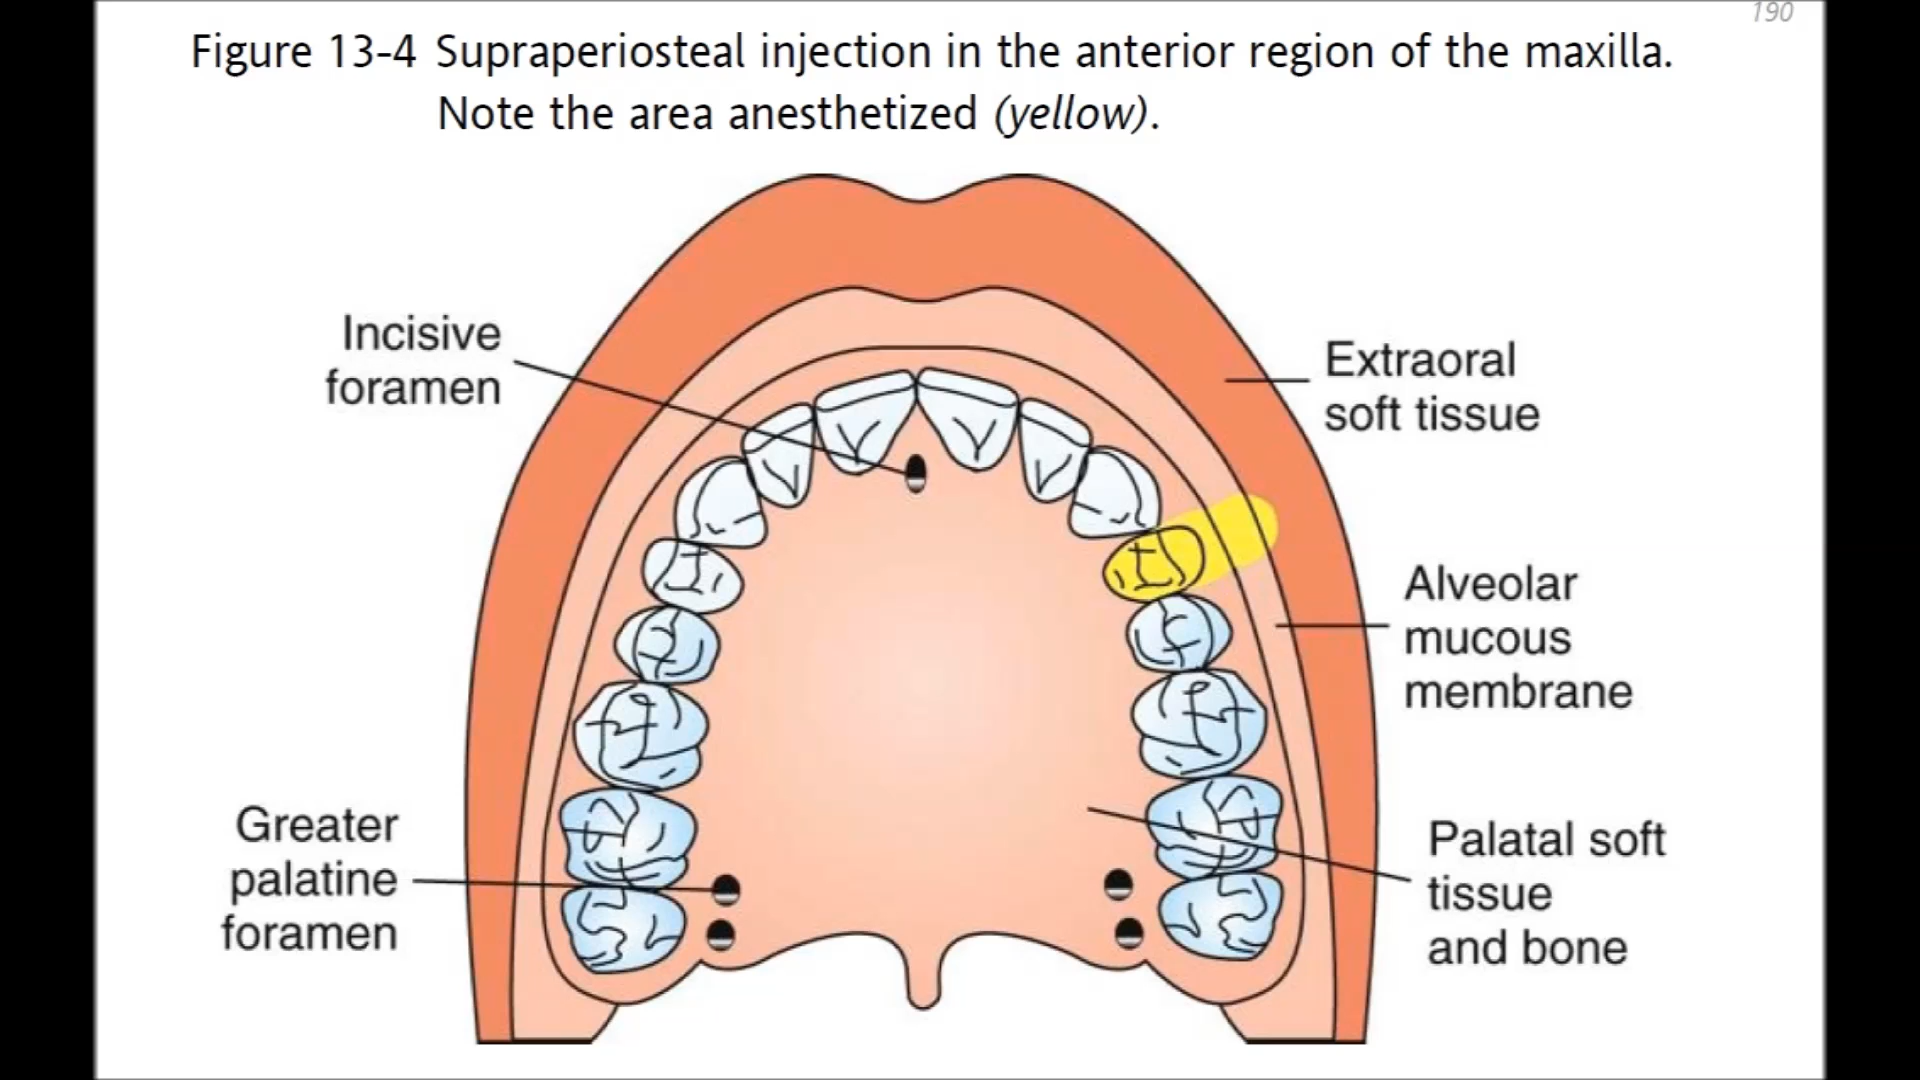 190
Figure 13-4 Supraperiosteal injection in the anterior region of the maxilla.
Note the area anesthetized (yellow).
Incisive
foramen
Extraoral
soft tissue
Alveolar
mucous
membrane
Greater
palatine
foramen
Palatal soft
tissue
and bone